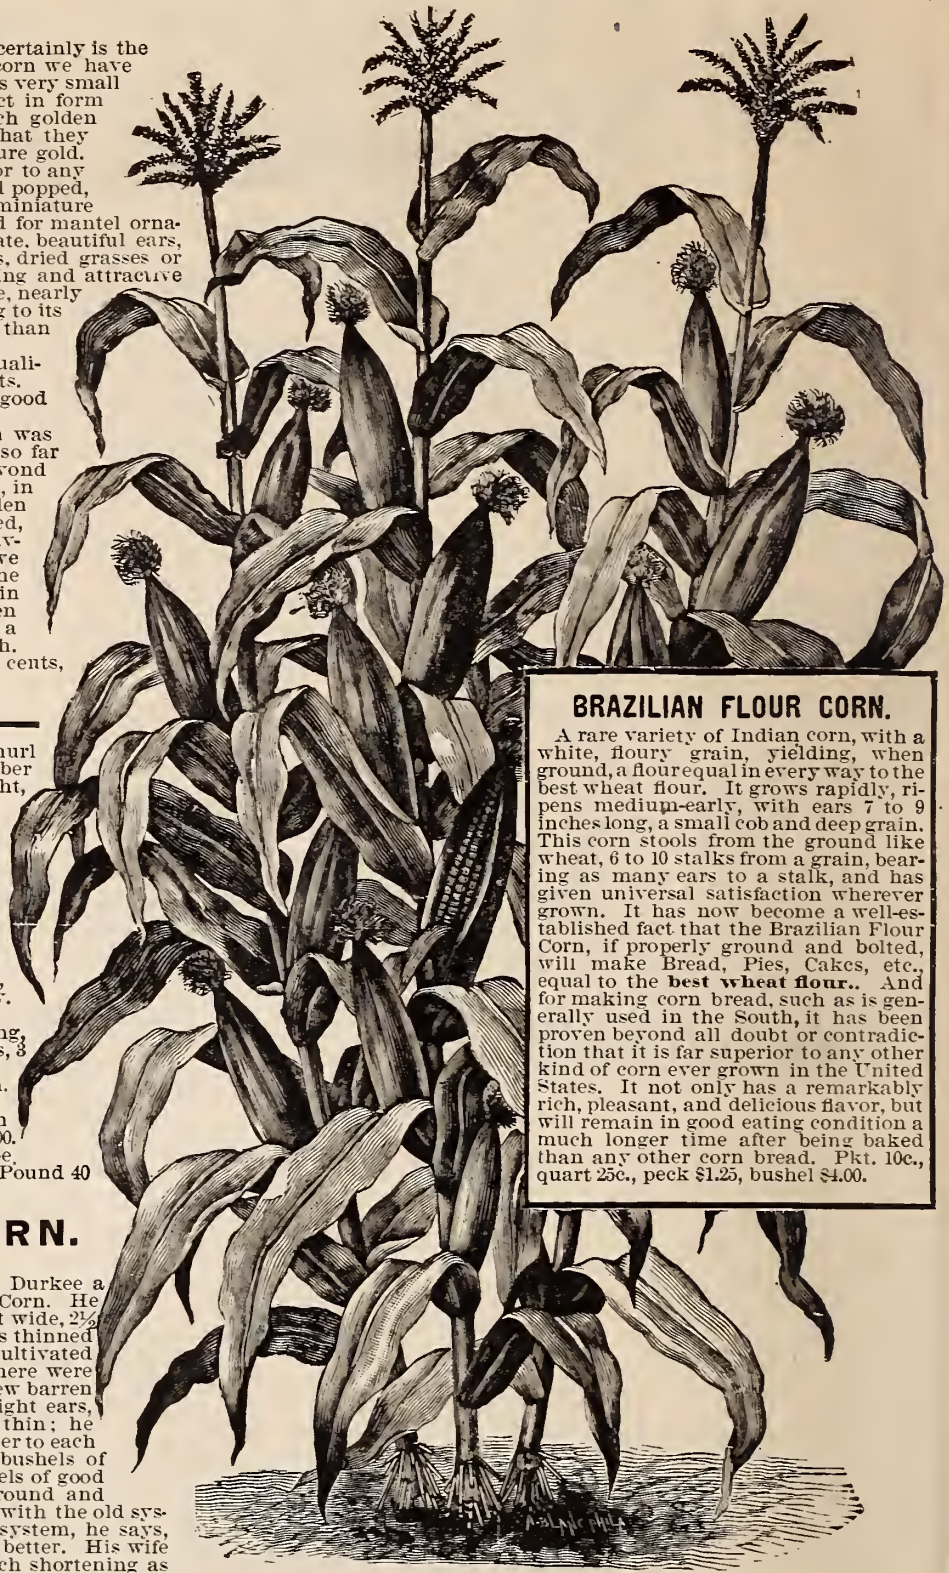 certainly is the
corn we have
s very small
ct in form
ch golden
hat they
ure gold.
or to any
l popped,
miniature
d for mantel orna-
ate. beautiful ears,
s, dried grasses or
ing and attractive
e, nearly
g to its
than
uali-
ts.
good
n was
so far
yond
, in
len
ed,
av-
ve
he
in
en
a
h.
cents,
hurl
ber
ht,
r.
ng,
s, 3
n
00.
e.
Pound 40
RN.
Durkee a
Corn. He
t wide, 2½
s thinned
ultivated
here were
ew barren
ight ears,
thin; he
er to each
bushels of
els of good
round and
with the old sys-
system, he says,
better. His wife
ch shortening as
BRAZILIAN FLOUR CORN.
A rare variety of Indian corn, with a
white, floury grain, yielding, when
ground, a flour equal in every way to the
best wheat flour. It grows rapidly, ri-
pens medium-early, with ears 7 to 9
inches long, a small cob and deep grain.
This corn stools from the ground like
wheat, 6 to 10 stalks from a grain, bear-
ing as many ears to a stalk, and has
given universal satisfaction wherever
grown. It has now become a well-es-
tablished fact that the Brazilian Flour
Corn, if properly ground and bolted,
will make Bread, Pies, Cakes, etc.,
equal to the best wheat flour.. And
for making corn bread, such as is gen-
erally used in the South, it has been
proven beyond all doubt or contradic-
tion that it is far superior to any other
kind of corn ever grown in the United
States. It not only has a remarkably
rich, pleasant, and delicious flavor, but
will remain in good eating condition a
much longer time after being baked
than any other corn bread. Pkt. 10c.,
quart 25c., peck $1.25, bushel $4.00.
A. BLANC PHILA